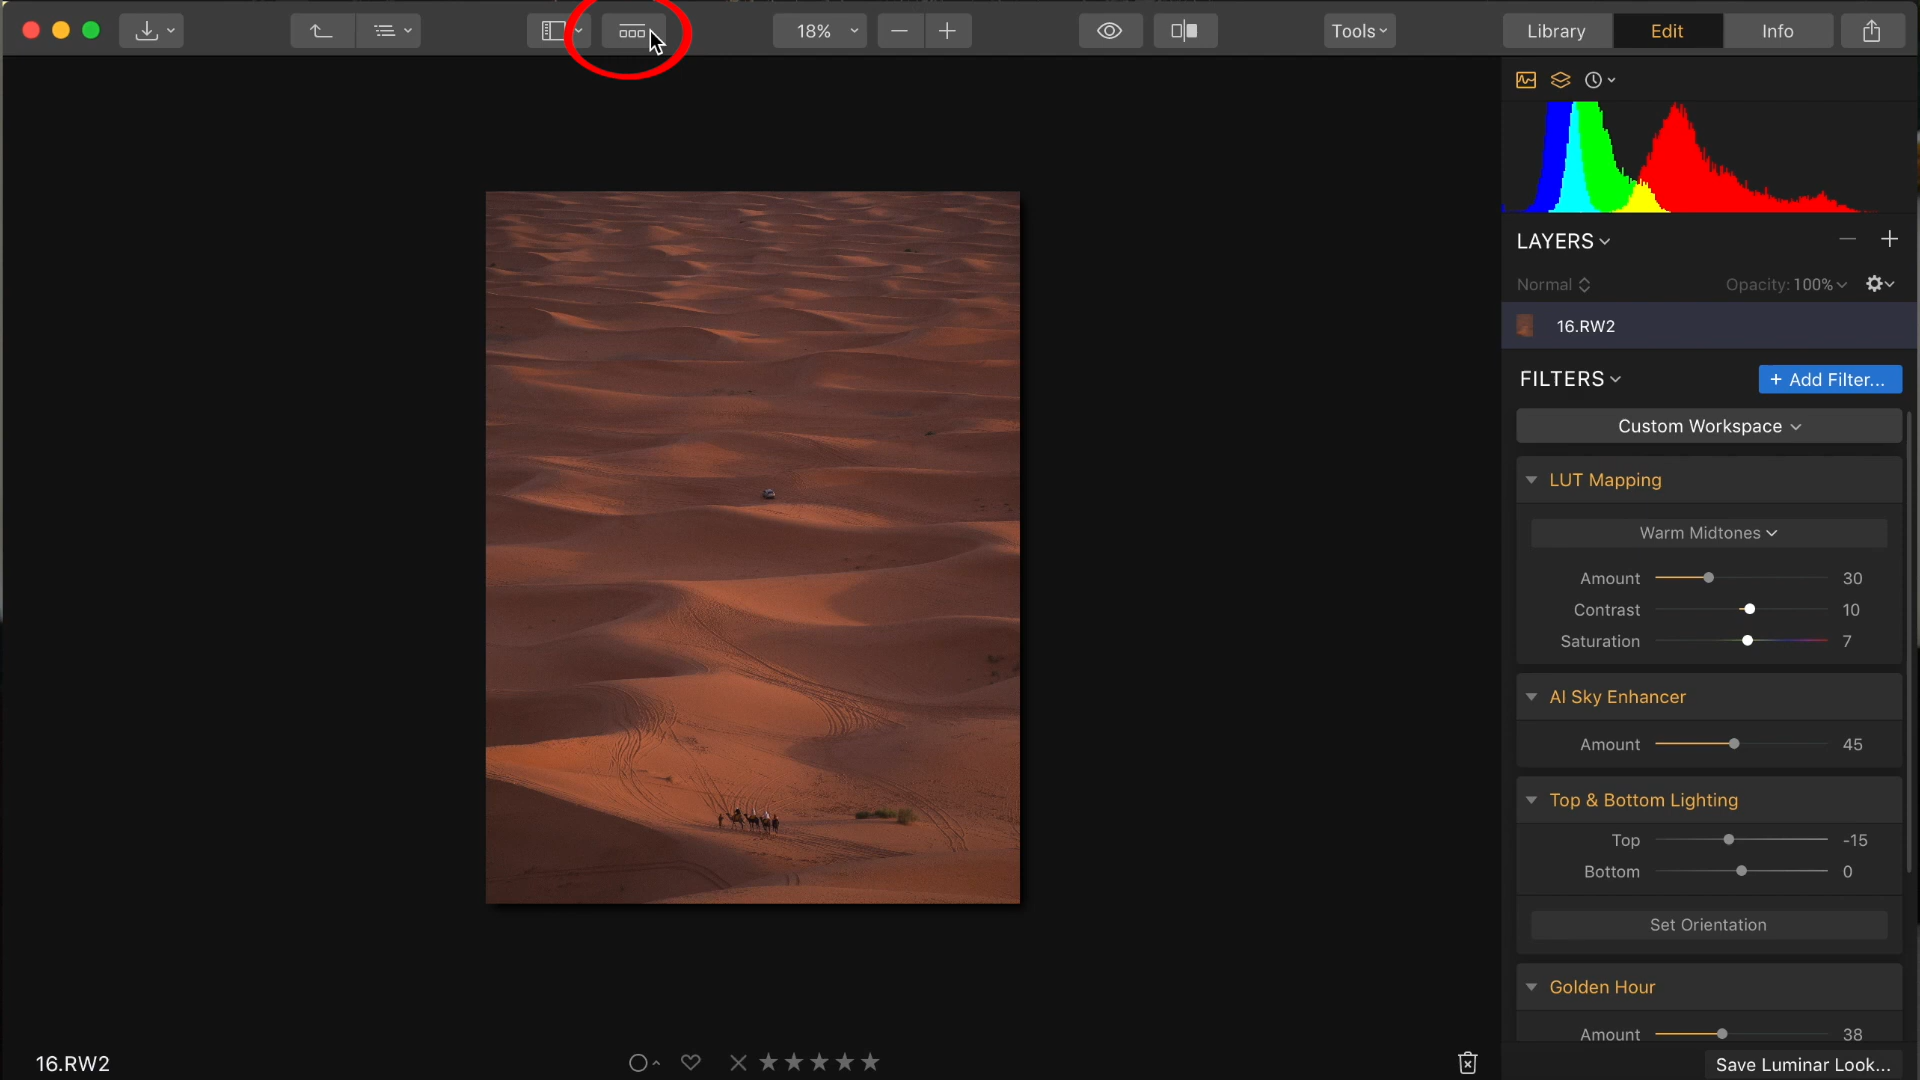 18%
Tools
Library
Edit
Info
LAYERS
Normal
Opacity: 100%
16.RW2
FILTERS
+ Add Filter...
Custom Workspace
LUT Mapping
Warm Midtones
Amount 30
Contrast 10
Saturation 7
AI Sky Enhancer
Amount 45
Top & Bottom Lighting
Top -15
Bottom 0
Set Orientation
Golden Hour
Amount 38
16.RW2
Save Luminar Look...